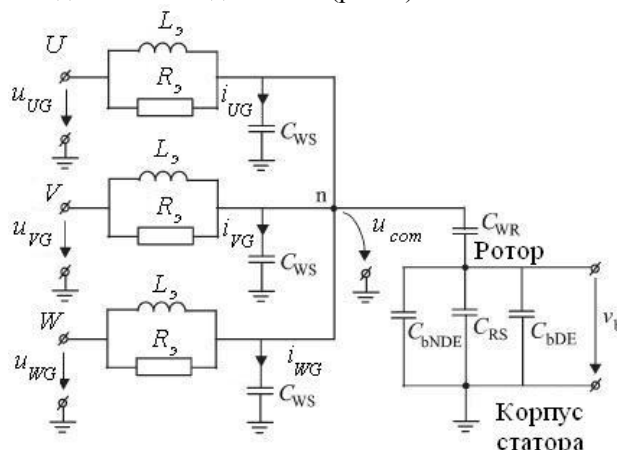 L_э
U
R_э
u_UG
i_UG
C_WS
L_э
V
R_э
n
u_com
u_VG
i_VG
C_WS
C_WR
Ротор
L_э
W
R_э
C_bNDE
C_RS
C_bDE
u_WG
i_WG
C_WS
Корпус
статора